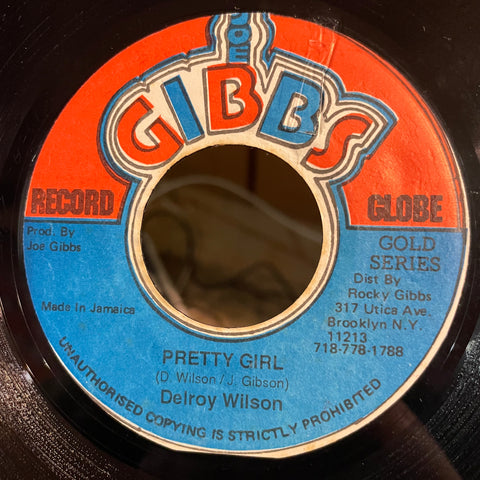 JOE
GIBBS
RECORD GLOBE
Prod. By
Joe Gibbs
GOLD
SERIES
Made In Jamaica
Dist By
Rocky Gibbs
317 Utica Ave.
Brooklyn N.Y.
11213
718-778-1788
PRETTY GIRL
(D. Wilson / J. Gibson)
Delroy Wilson
UNAUTHORISED COPYING IS STRICTLY PROHIBITED